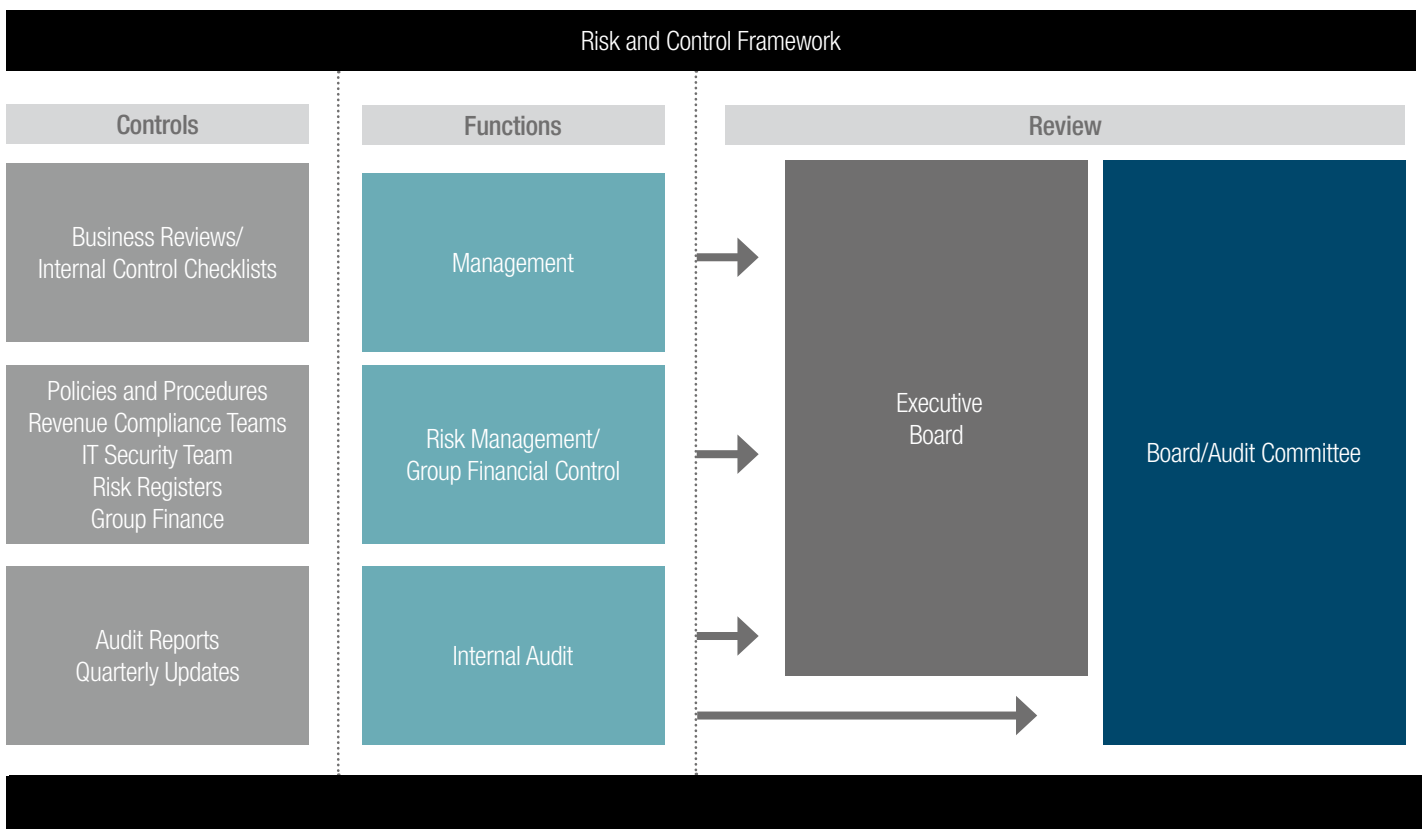 Risk and Control Framework
Controls
Functions
Review
Business Reviews/
Internal Control Checklists
Management
Policies and Procedures
Revenue Compliance Teams
IT Security Team
Risk Registers
Group Finance
Risk Management/
Group Financial Control
Audit Reports
Quarterly Updates
Internal Audit
Executive
Board
Board/Audit Committee